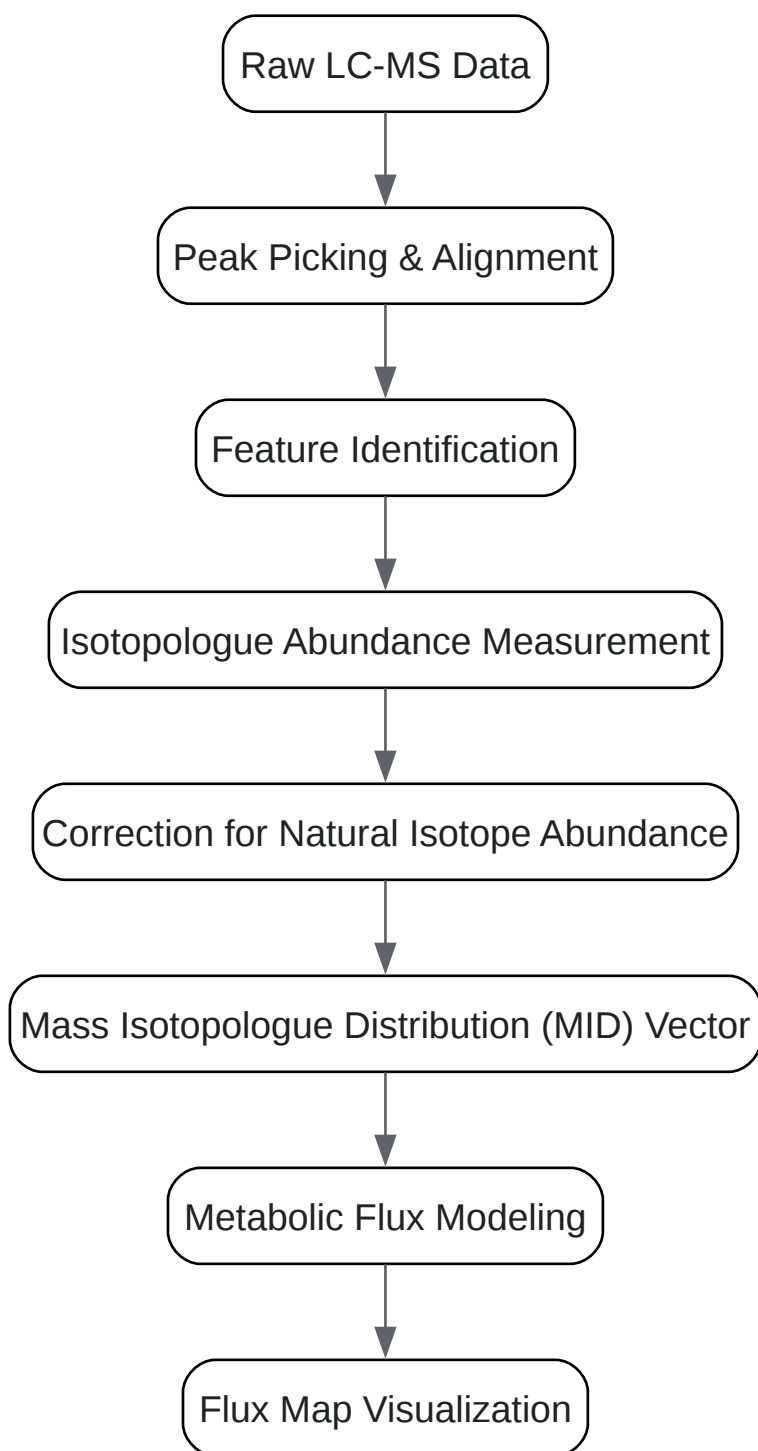 Raw LC-MS Data
Peak Picking & Alignment
Feature Identification
Isotopologue Abundance Measurement
Correction for Natural Isotope Abundance
Mass Isotopologue Distribution (MID) Vector
Metabolic Flux Modeling
Flux Map Visualization